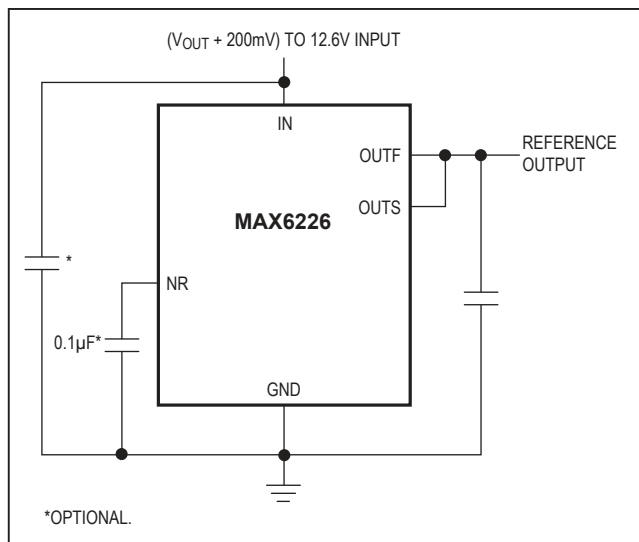 (VOUT + 200mV) TO 12.6V INPUT
IN
OUTF
REFERENCE
OUTPUT
OUTS
MAX6226
*
NR
0.1µF*
GND
*OPTIONAL.